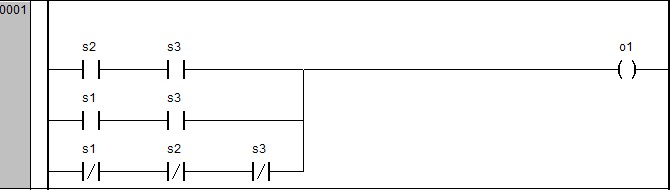 0001
s2 s3 o1
s1 s3
s1 s2 s3